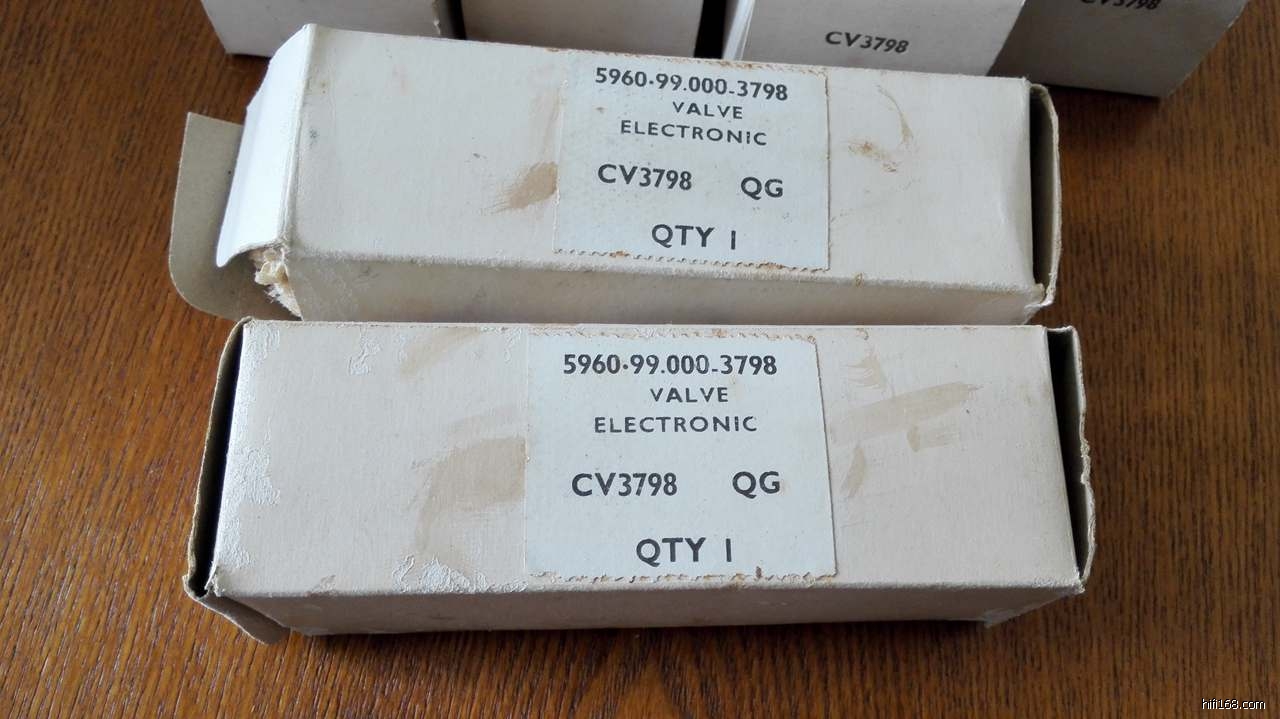 CV3798
CV3798
5960-99.000-3798
VALVE
ELECTRONIC
CV3798 QG
QTY 1
5960-99.000-3798
VALVE
ELECTRONIC
CV3798 QG
QTY 1
hifi168.com